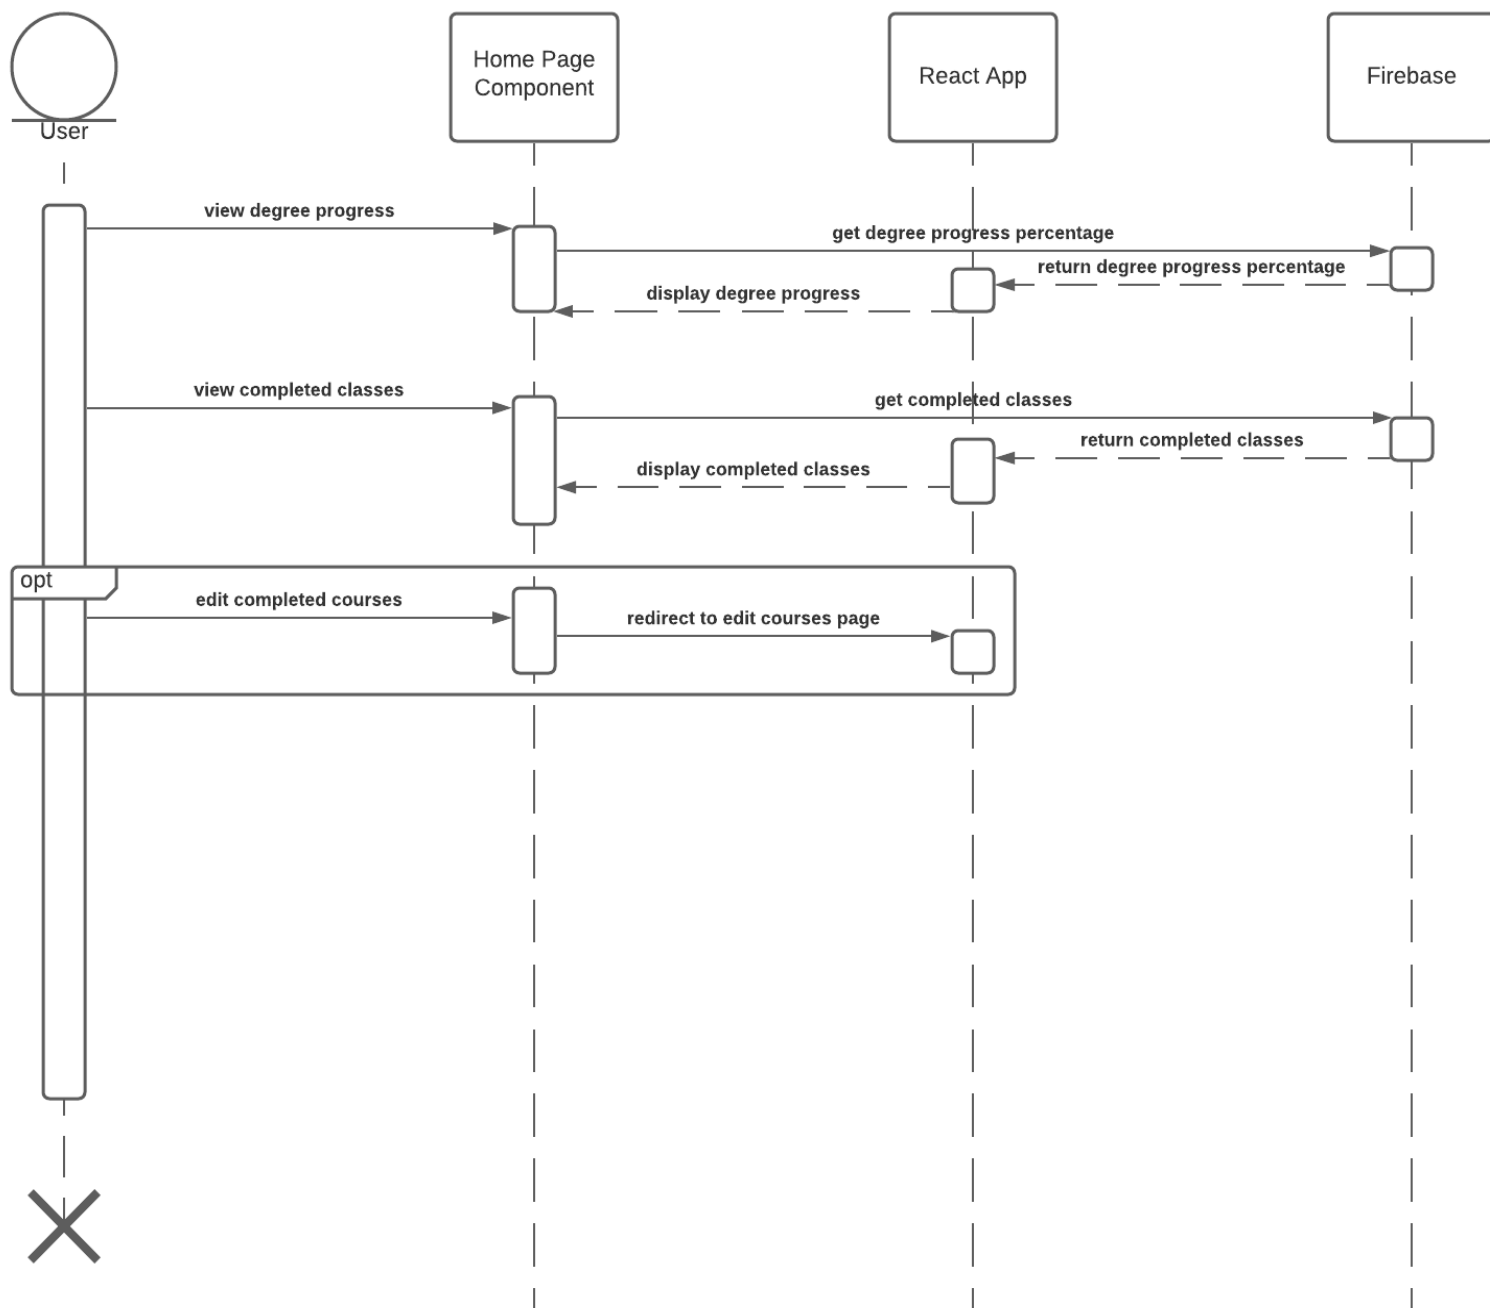 Home Page
Component
React App
Firebase
User
view degree progress
get degree progress percentage
return degree progress percentage
display degree progress
view completed classes
get completed classes
return completed classes
display completed classes
opt
edit completed courses
redirect to edit courses page